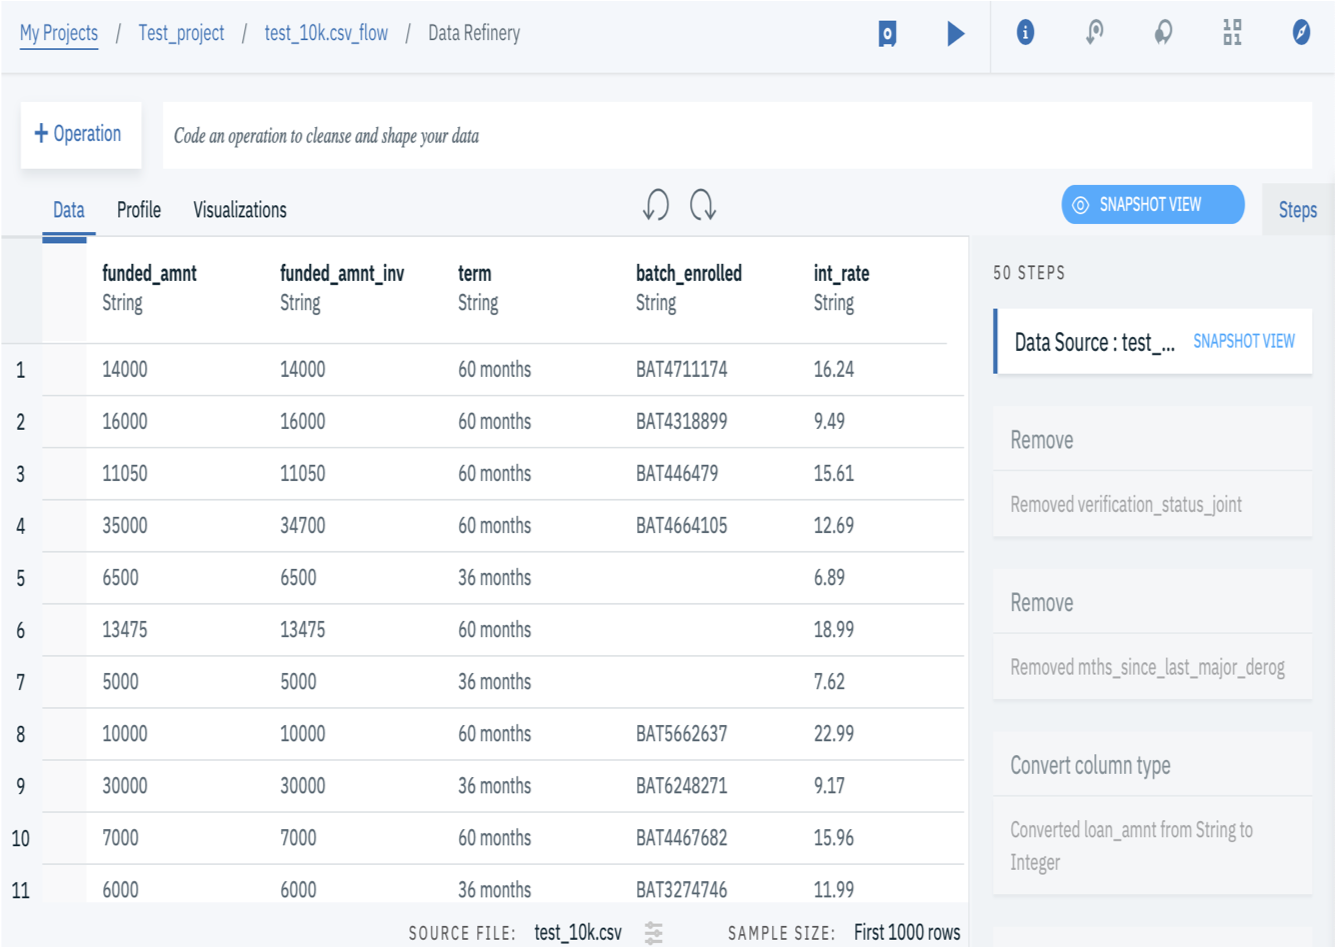 My Projects / Test_project / test_10k.csv_flow / Data Refinery
+ Operation Code an operation to cleanse and shape your data
Data Profile Visualizations SNAPSHOT VIEW Steps
funded_amnt funded_amnt_inv term batch_enrolled int_rate
String String String String String
1 14000 14000 60 months BAT4711174 16.24
2 16000 16000 60 months BAT4318899 9.49
3 11050 11050 60 months BAT446479 15.61
4 35000 34700 60 months BAT4664105 12.69
5 6500 6500 36 months 6.89
6 13475 13475 60 months 18.99
7 5000 5000 36 months 7.62
8 10000 10000 60 months BAT5662637 22.99
9 30000 30000 36 months BAT6248271 9.17
10 7000 7000 60 months BAT4467682 15.96
11 6000 6000 36 months BAT3274746 11.99
SOURCE FILE: test_10k.csv SAMPLE SIZE: First 1000 rows
50 STEPS
Data Source : test_... SNAPSHOT VIEW
Remove
Removed verification_status_joint
Remove
Removed mths_since_last_major_derog
Convert column type
Converted loan_amnt from String to
Integer